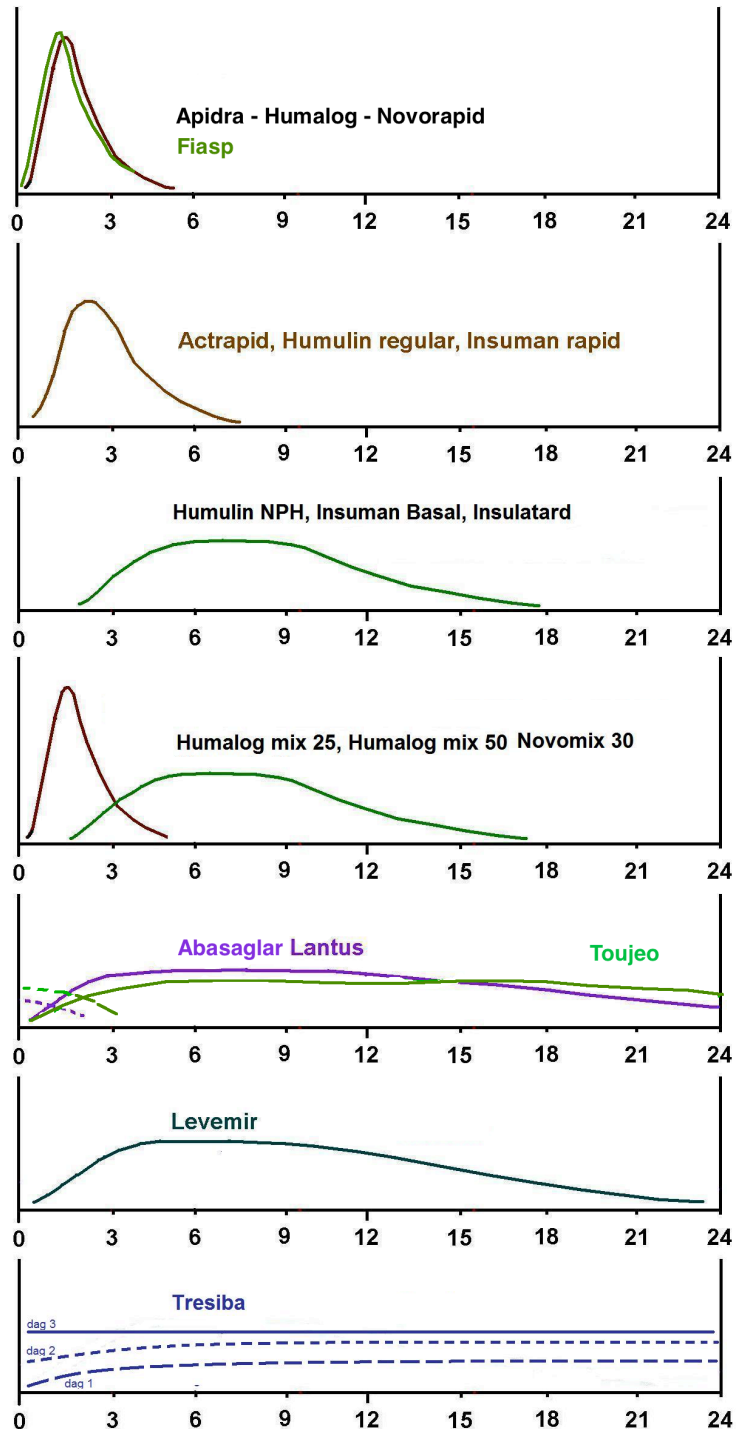 Apidra - Humalog - Novorapid
Fiasp
0 3 6 9 12 15 18 21 24
Actrapid, Humulin regular, Insuman rapid
0 3 6 9 12 15 18 21 24
Humulin NPH, Insuman Basal, Insulatard
0 3 6 9 12 15 18 21 24
Humalog mix 25, Humalog mix 50 Novomix 30
0 3 6 9 12 15 18 21 24
Abasaglar Lantus Toujeo
0 3 6 9 12 15 18 21 24
Levemir
0 3 6 9 12 15 18 21 24
Tresiba
dag 3
dag 2
dag 1
0 3 6 9 12 15 18 21 24